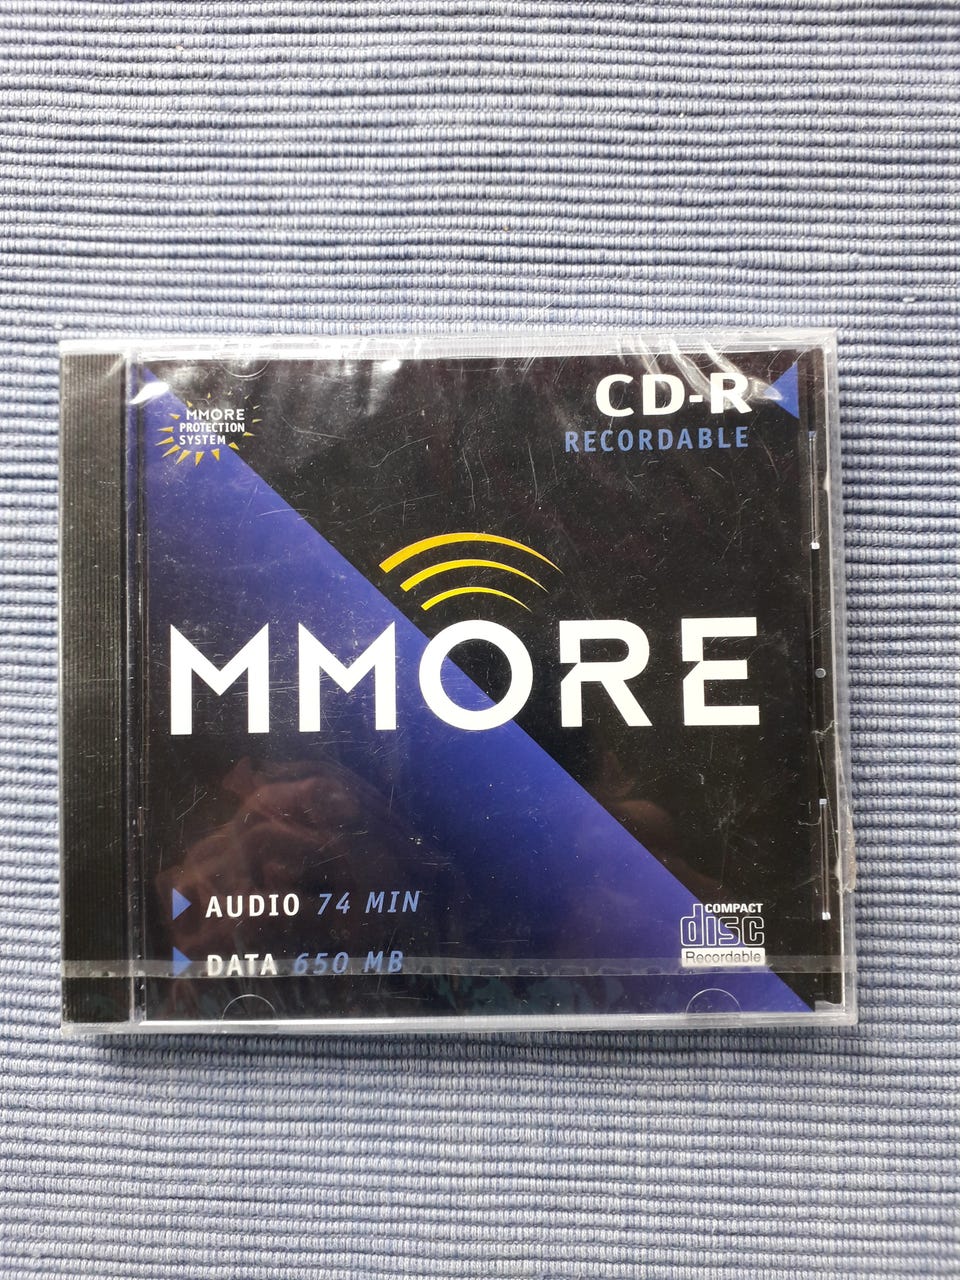 MMORE
PROTECTION
SYSTEM
CD-R
RECORDABLE
MMORE
AUDIO 74 MIN
DATA 650 MB
COMPACT
disc
Recordable